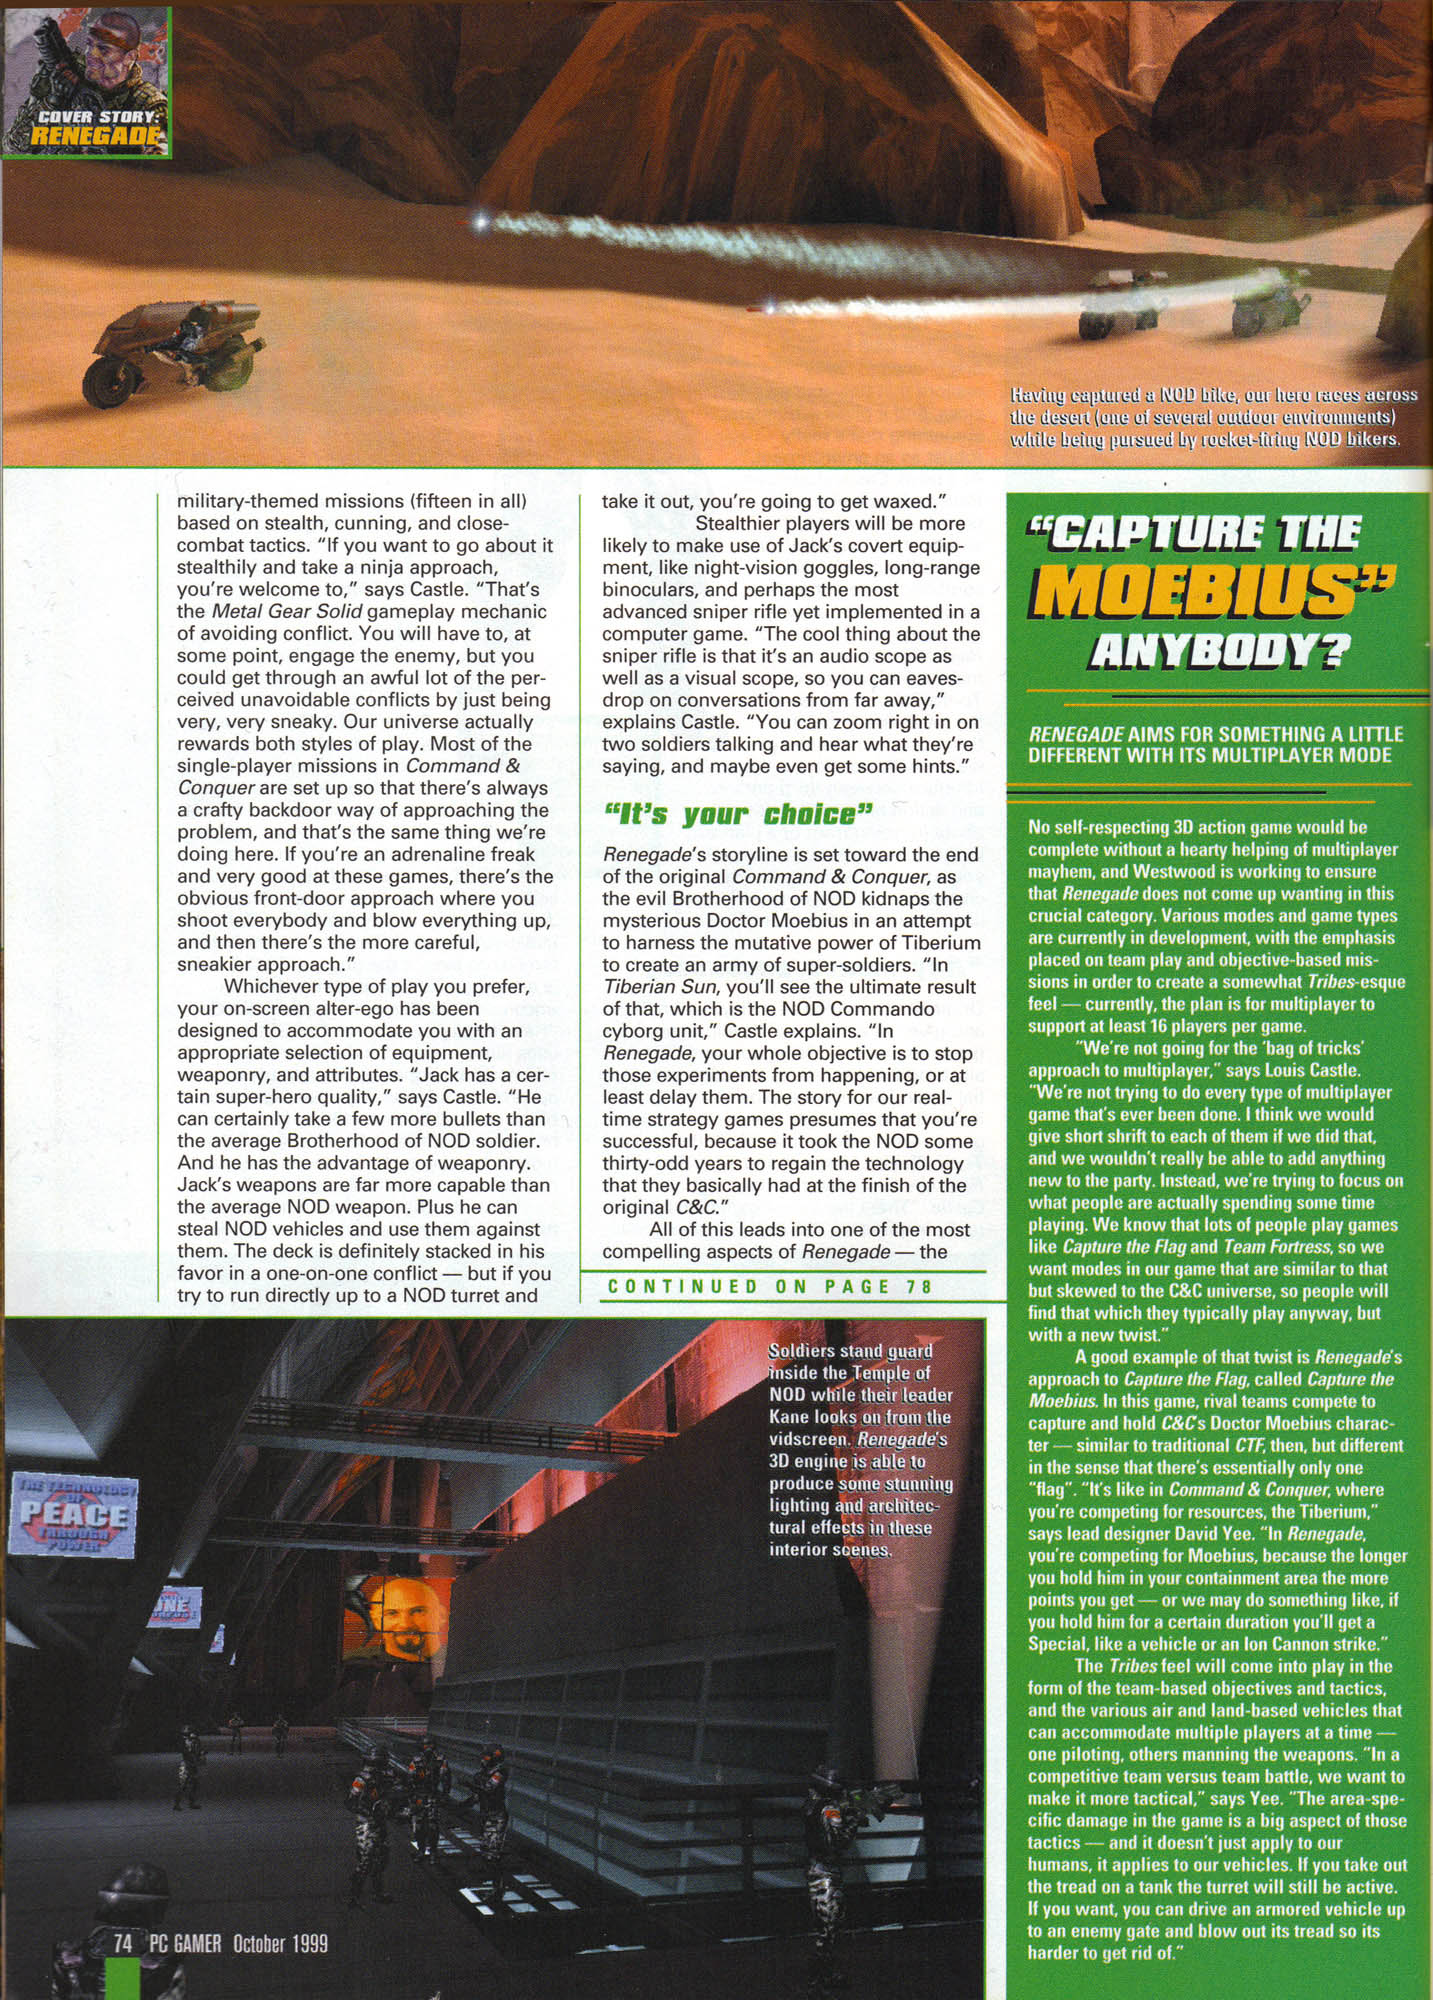 COVER STORY:
RENEGADE
Having captured a NOD bike, our hero races across
the desert (one of several outdoor environments)
while being pursued by rocket-firing NOD bikers.
military-themed missions (fifteen in all)
based on stealth, cunning, and close-
combat tactics. “If you want to go about it
stealthily and take a ninja approach,
you’re welcome to,” says Castle. “That’s
the Metal Gear Solid gameplay mechanic
of avoiding conflict. You will have to, at
some point, engage the enemy, but you
could get through an awful lot of the per-
ceived unavoidable conflicts by just being
very, very sneaky. Our universe actually
rewards both styles of play. Most of the
single-player missions in Command &
Conquer are set up so that there’s always
a crafty backdoor way of approaching the
problem, and that’s the same thing we’re
doing here. If you’re an adrenaline freak
and very good at these games, there’s the
obvious front-door approach where you
shoot everybody and blow everything up,
and then there’s the more careful,
sneakier approach.”
Whichever type of play you prefer,
your on-screen alter-ego has been
designed to accommodate you with an
appropriate selection of equipment,
weaponry, and attributes. “Jack has a cer-
tain super-hero quality,” says Castle. “He
can certainly take a few more bullets than
the average Brotherhood of NOD soldier.
And he has the advantage of weaponry.
Jack’s weapons are far more capable than
the average NOD weapon. Plus he can
steal NOD vehicles and use them against
them. The deck is definitely stacked in his
favor in a one-on-one conflict — but if you
try to run directly up to a NOD turret and
take it out, you’re going to get waxed.”
Stealthier players will be more
likely to make use of Jack’s covert equip-
ment, like night-vision goggles, long-range
binoculars, and perhaps the most
advanced sniper rifle yet implemented in a
computer game. “The cool thing about the
sniper rifle is that it’s an audio scope as
well as a visual scope, so you can eaves-
drop on conversations from far away,”
explains Castle. “You can zoom right in on
two soldiers talking and hear what they’re
saying, and maybe even get some hints.”
“It’s your choice”
Renegade’s storyline is set toward the end
of the original Command & Conquer, as
the evil Brotherhood of NOD kidnaps the
mysterious Doctor Moebius in an attempt
to harness the mutative power of Tiberium
to create an army of super-soldiers. “In
Tiberian Sun, you’ll see the ultimate result
of that, which is the NOD Commando
cyborg unit,” Castle explains. “In
Renegade, your whole objective is to stop
those experiments from happening, or at
least delay them. The story for our real-
time strategy games presumes that you’re
successful, because it took the NOD some
thirty-odd years to regain the technology
that they basically had at the finish of the
original C&C.”
All of this leads into one of the most
compelling aspects of Renegade — the
CONTINUED ON PAGE 78
“CAPTURE THE
MOEBIUS”
ANYBODY?
RENEGADE AIMS FOR SOMETHING A LITTLE
DIFFERENT WITH ITS MULTIPLAYER MODE
No self-respecting 3D action game would be
complete without a hearty helping of multiplayer
mayhem, and Westwood is working to ensure
that Renegade does not come up wanting in this
crucial category. Various modes and game types
are currently in development, with the emphasis
placed on team play and objective-based mis-
sions in order to create a somewhat Tribes-esque
feel — currently, the plan is for multiplayer to
support at least 16 players per game.
“We’re not going for the ‘bag of tricks’
approach to multiplayer,” says Louis Castle.
“We’re not trying to do every type of multiplayer
game that’s ever been done. I think we would
give short shrift to each of them if we did that,
and we wouldn’t really be able to add anything
new to the party. Instead, we’re trying to focus on
what people are actually spending some time
playing. We know that lots of people play games
like Capture the Flag and Team Fortress, so we
want modes in our game that are similar to that
but skewed to the C&C universe, so people will
find that which they typically play anyway, but
with a new twist.”
A good example of that twist is Renegade’s
approach to Capture the Flag, called Capture the
Moebius. In this game, rival teams compete to
capture and hold C&C’s Doctor Moebius charac-
ter — similar to traditional CTF, then, but different
in the sense that there’s essentially only one
“flag”. “It’s like in Command & Conquer, where
you’re competing for resources, the Tiberium,”
says lead designer David Yee. “In Renegade,
you’re competing for Moebius, because the longer
you hold him in your containment area the more
points you get — or we may do something like, if
you hold him for a certain duration you’ll get a
Special, like a vehicle or an Ion Cannon strike.”
The Tribes feel will come into play in the
form of the team-based objectives and tactics,
and the various air and land-based vehicles that
can accommodate multiple players at a time —
one piloting, others manning the weapons. “In a
competitive team versus team battle, we want to
make it more tactical,” says Yee. “The area-spe-
cific damage in the game is a big aspect of those
tactics — and it doesn’t just apply to our
humans, it applies to our vehicles. If you take out
the tread on a tank the turret will still be active.
If you want, you can drive an armored vehicle up
to an enemy gate and blow out its tread so its
harder to get rid of.”
Soldiers stand guard
inside the Temple of
NOD while their leader
Kane looks on from the
vidscreen. Renegade’s
3D engine is able to
produce some stunning
lighting and architec-
tural effects in these
interior scenes.
THE TECHNOLOGY
OF
PEACE
THROUGH
POWER
74 PC GAMER October 1999